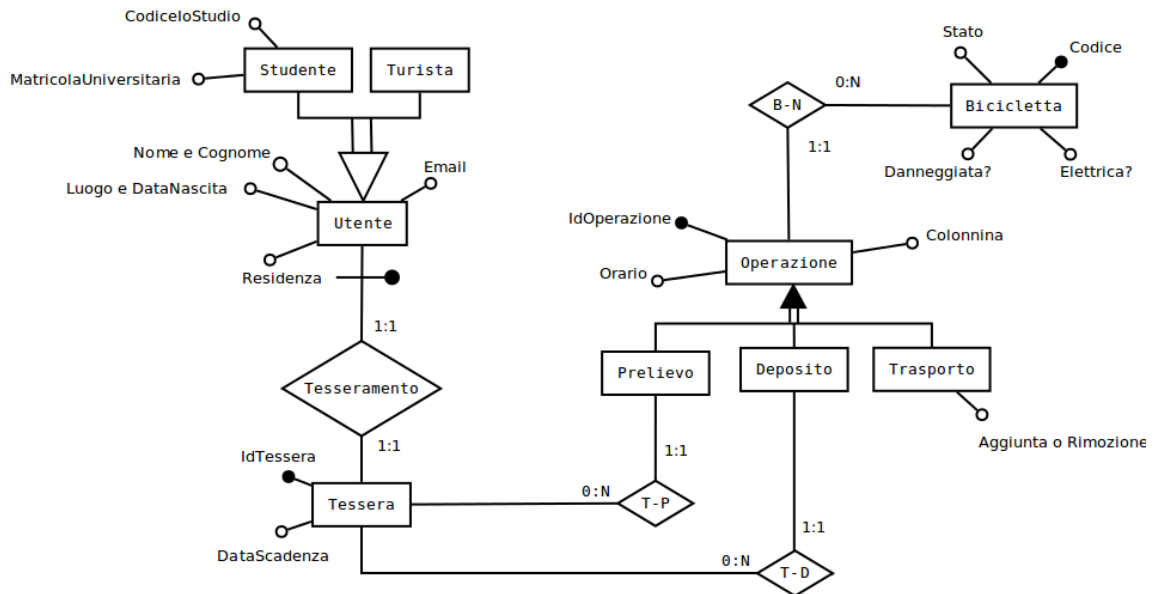 CodiceIoStudio
Studente
Turista
MatricolaUniversitaria
Nome e Cognome
Email
Luogo e DataNascita
Utente
Residenza
1:1
Tesseramento
1:1
IdTessera
Tessera
DataScadenza
Stato
Codice
0:N
B-N
Bicicletta
1:1
Danneggiata?
Elettrica?
IdOperazione
Colonnina
Operazione
Orario
Prelievo
Deposito
Trasporto
Aggiunta o Rimozione
1:1
0:N
T-P
1:1
0:N
T-D